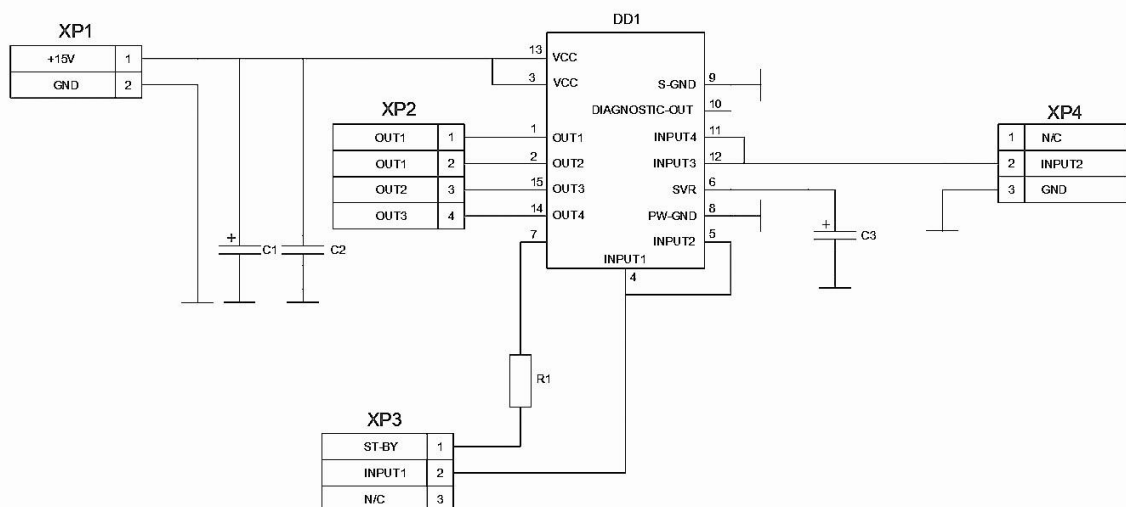 DD1
XP1
+15V 1
GND 2
13 VCC
3 VCC
S-GND 9
DIAGNOSTIC-OUT 10
XP2
OUT1 1
OUT1 2
OUT2 3
OUT3 4
1 OUT1
2 OUT2
15 OUT3
14 OUT4
7
INPUT4 11
INPUT3 12
SVR 6
PW-GND 8
INPUT2 5
INPUT1
4
XP4
1 N/C
2 INPUT2
3 GND
+ C1
C2
+ C3
R1
XP3
ST-BY 1
INPUT1 2
N/C 3